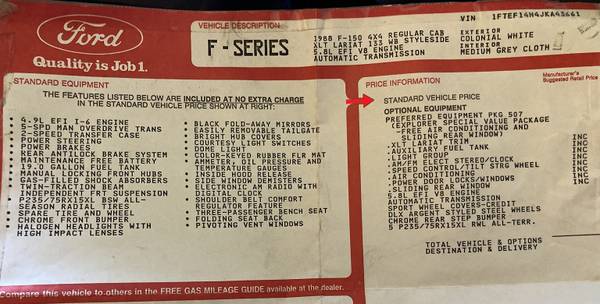 Ford
Quality is Job 1.
VEHICLE DESCRIPTION
F-SERIES
1988 F-150 4X4 REGULAR CAB
XLT LARIAT 133 WB STYLESIDE
5.8L EFI V8 ENGINE
AUTOMATIC TRANSMISSION
VIN 1FTEF14H4JKA43661
EXTERIOR
COLONIAL WHITE
INTERIOR
MEDIUM GREY CLOTH
STANDARD EQUIPMENT
THE FEATURES LISTED BELOW ARE INCLUDED AT NO EXTRA CHARGE
IN THE STANDARD VEHICLE PRICE SHOWN AT RIGHT:
• 4.9L EFI I-6 ENGINE
• 5-SPD MAN OVERDRIV TRANS
• 2-SPEED TRANSFER CASE
• POWER STEERING
• POWER BRAKES
• REAR ANTILOCK BRAKE SYSTEM
• MAINTENANCE FREE BATTERY
• 19.0 GALLON FUEL TANK
• MANUAL LOCKING FRONT HUBS
• GAS-FILLED SHOCK ABSORBERS
• TWIN-TRACTION BEAM
INDEPENDENT FRT SUSPENSION
• P235/75RX15XL BSW ALL-
SEASON RADIAL TIRES
• SPARE TIRE AND WHEEL
• CHROME FRONT BUMPER
• HALOGEN HEADLIGHTS WITH
HIGH IMPACT LENSES
• BLACK FOLD-AWAY MIRRORS
• EASILY REMOVABLE TAILGATE
• BRIGHT HUB COVERS
• COURTESY LIGHT SWITCHES
• DOME LIGHT
• COLOR-KEYED RUBBER FLR MAT
• AMMETER, OIL PRESSURE AND
TEMPERATURE GAUGES
• INSIDE HOOD RELEASE
• SIDE WINDOW DEMISTERS
• ELECTRONIC AM RADIO WITH
DIGITAL CLOCK
• SHOULDER BELT COMFORT
REGULATOR FEATURE
• THREE-PASSENGER BENCH SEAT
• FOLDING SEAT BACK
• PIVOTING VENT WINDOWS
PRICE INFORMATION
Manufacturer's
Suggested Retail Price
STANDARD VEHICLE PRICE
OPTIONAL EQUIPMENT
PREFERRED EQUIPMENT PKG.507
(EXPLORER SPECIAL VALUE PACKAGE
-FREE AIR CONDITIONING AND
SLIDING REAR WINDOW)
.XLT LARIAT TRIM INC
.AUXILIARY FUEL TANK INC
.LIGHT GROUP INC
.AM/FM ELECT STEREO/CLOCK INC
.SPEED CONTROL/TILT STRG WHEEL INC
.AIR CONDITIONING INC
.POWER DOOR LOCKS/WINDOWS INC
.SLIDING REAR WINDOW INC
5.8L EFI V8 ENGINE
AUTOMATIC TRANSMISSION
SPORT WHEEL COVERS-CREDIT
DLX ARGENT STYLED STEEL WHEELS
CHROME REAR STEP BUMPER
5 P235/75RX15XL RWL ALL-TERR.
TOTAL VEHICLE & OPTIONS
DESTINATION & DELIVERY
Compare this vehicle to others in the FREE GAS MILEAGE GUIDE available at the dealer.